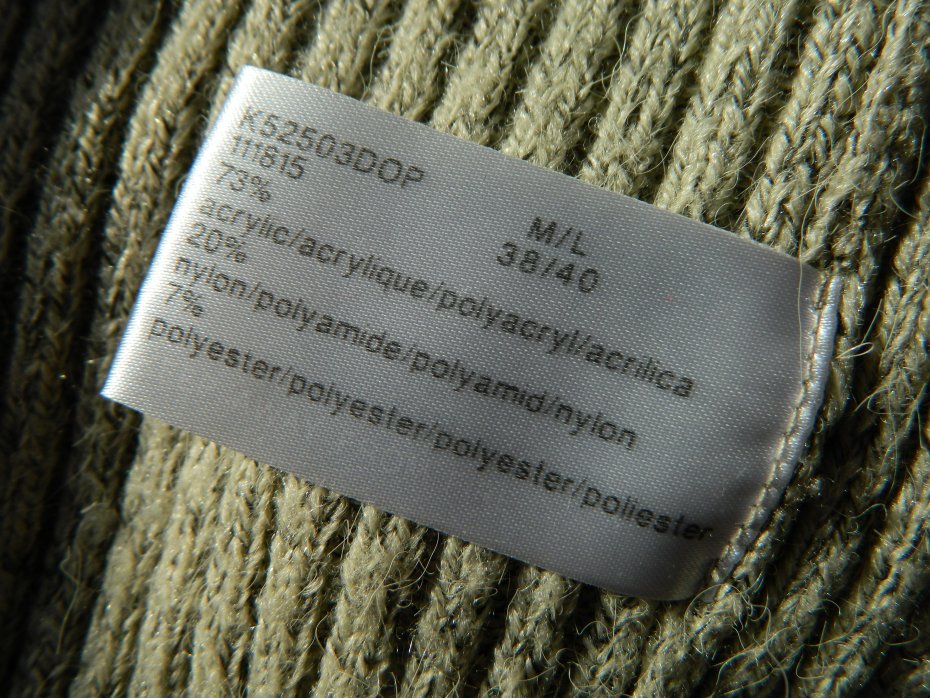 K52503DOP
111815
M/L
38/40
73%
acrylic/acrylique/polyacryl/acrilica
20%
nylon/polyamide/polyamid/nylon
7%
polyester/polyester/polyester/poliester